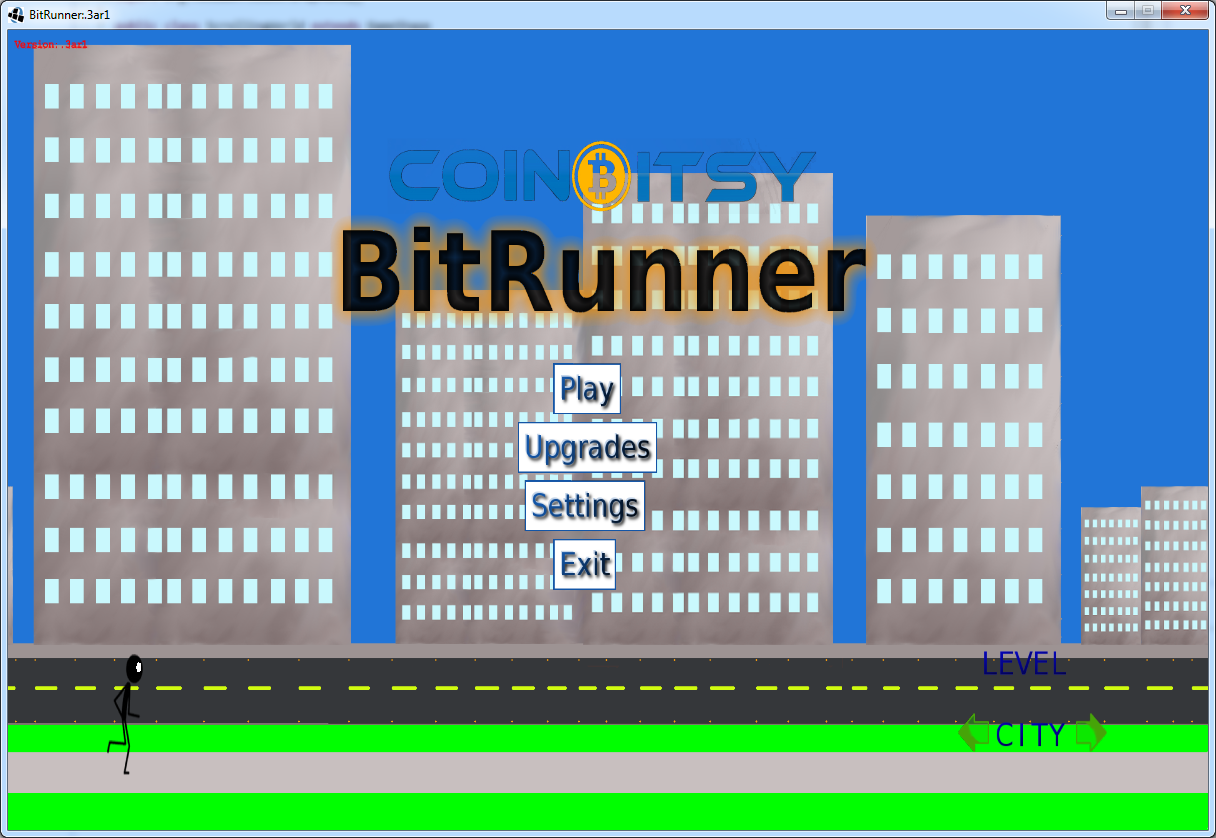 BitRunner:.3ar1
Version:.3ar1
COINBITSY
BitRunner
Play
Upgrades
Settings
Exit
LEVEL
CITY